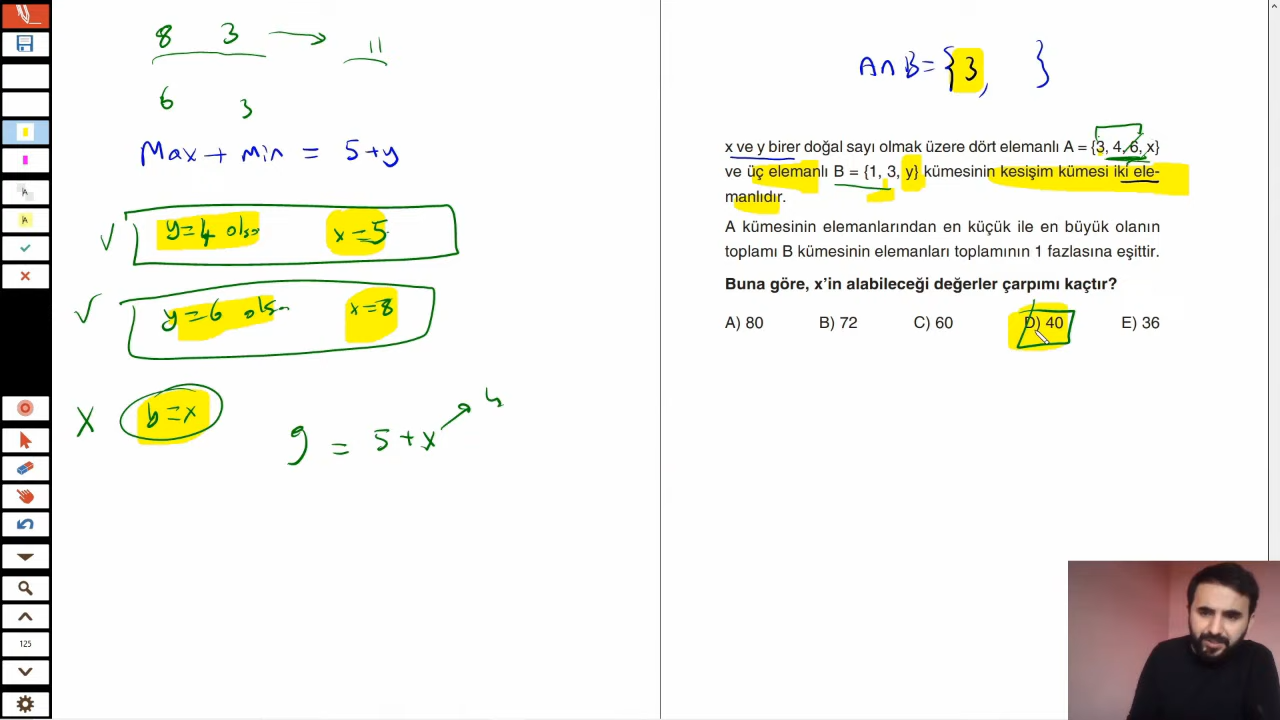 8 3 → 11
6 3
Max + min = 5+y
√ y=4 olsa x=5
√ y=6 olsa x=8
X b=x
9 = 5+x → 4
A∩B = {3, }
x ve y birer doğal sayı olmak üzere dört elemanlı A = {3, 4, 6, x}
ve üç elemanlı B = {1, 3, y} kümesinin kesişim kümesi iki ele-
manlıdır.
A kümesinin elemanlarından en küçük ile en büyük olanın
toplamı B kümesinin elemanları toplamının 1 fazlasına eşittir.
Buna göre, x'in alabileceği değerler çarpımı kaçtır?
A) 80 B) 72 C) 60 D) 40 E) 36
125